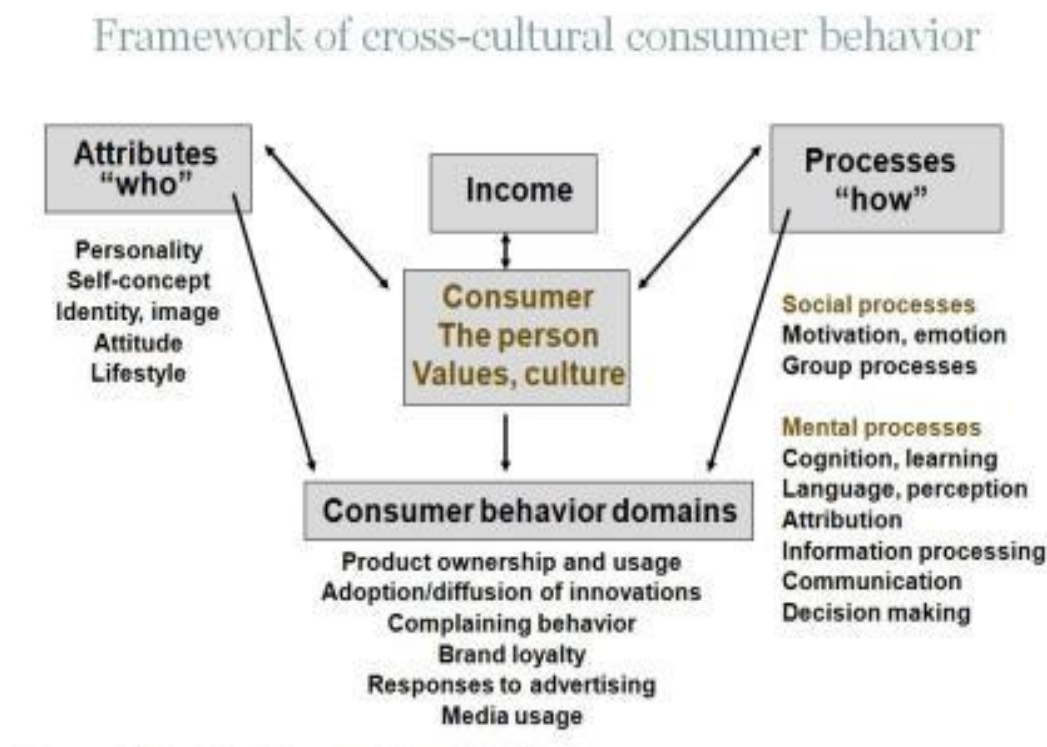 Framework of cross-cultural consumer behavior
Attributes
“who”
Personality
Self-concept
Identity, image
Attitude
Lifestyle
Income
Consumer
The person
Values, culture
Processes
“how”
Social processes
Motivation, emotion
Group processes
Mental processes
Cognition, learning
Language, perception
Attribution
Information processing
Communication
Decision making
Consumer behavior domains
Product ownership and usage
Adoption/diffusion of innovations
Complaining behavior
Brand loyalty
Responses to advertising
Media usage